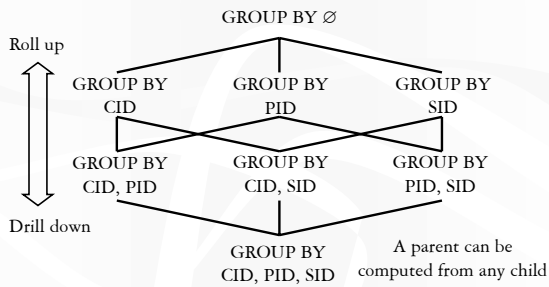 GROUP BY ∅
Roll up
GROUP BY
CID
GROUP BY
PID
GROUP BY
SID
GROUP BY
CID, PID
GROUP BY
CID, SID
GROUP BY
PID, SID
Drill down
GROUP BY
CID, PID, SID
A parent can be
computed from any child